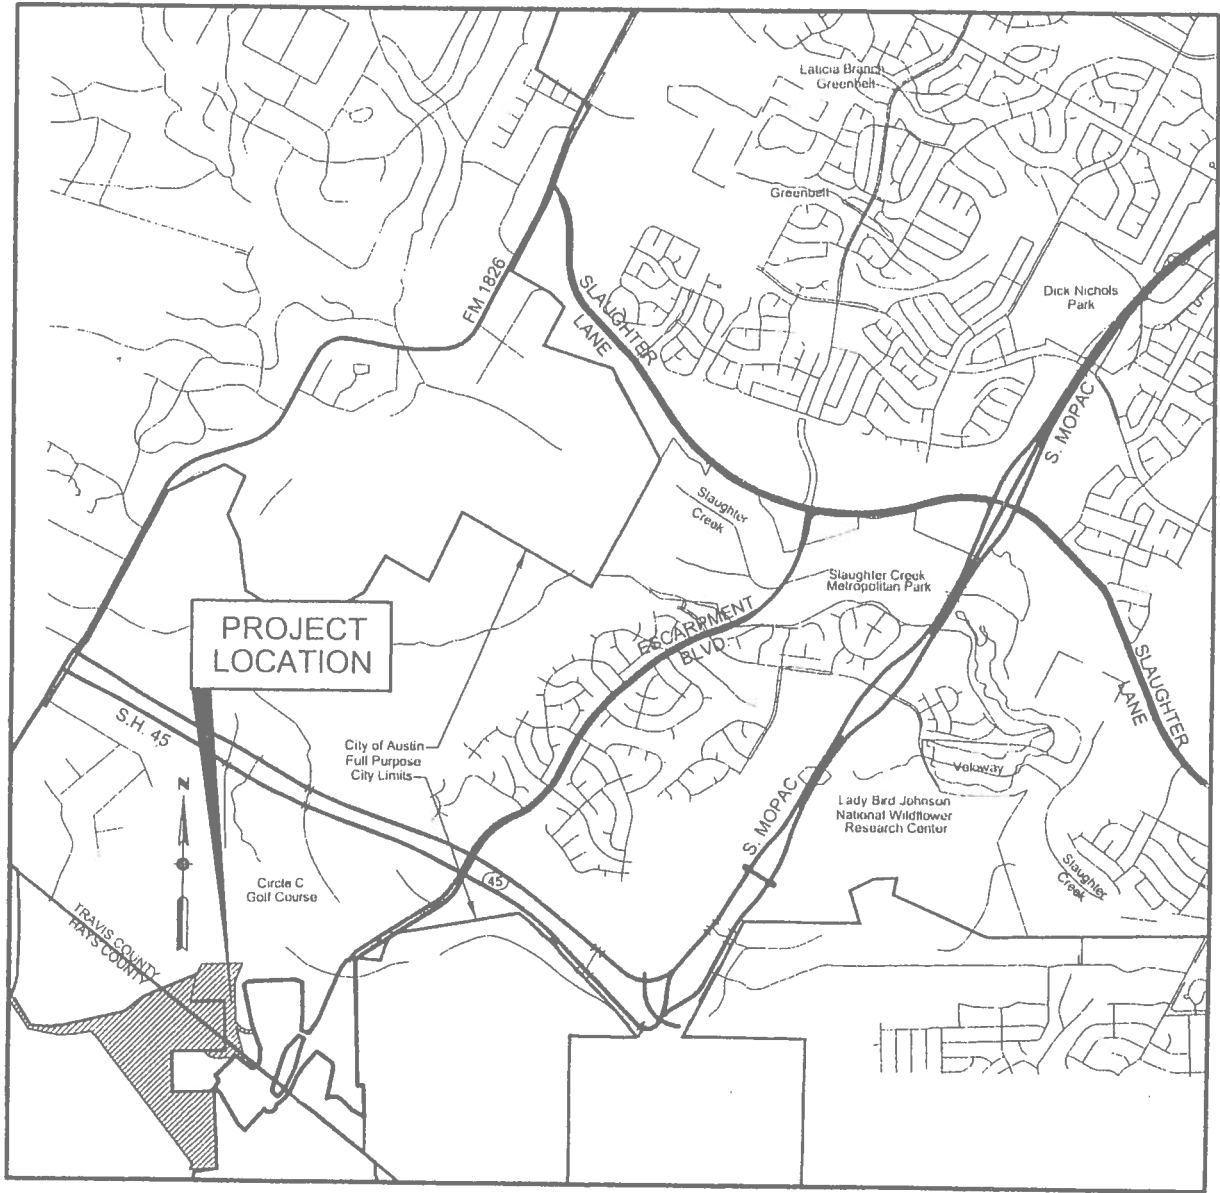 Laticia Branch
Greenbelt
Greenbelt
Dick Nichols
Park
FM 1826
SLAUGHTER
LANE
S. MOPAC
Slaughter
Creek
Slaughter Creek
Metropolitan Park
ESCARPMENT
BLVD.
PROJECT
LOCATION
SLAUGHTER
LANE
S.H. 45
City of Austin
Full Purpose
City Limits
N
Veloway
S. MOPAC
Lady Bird Johnson
National Wildflower
Research Center
45
Circle C
Golf Course
Slaughter
Creek
TRAVIS COUNTY
HAYS COUNTY